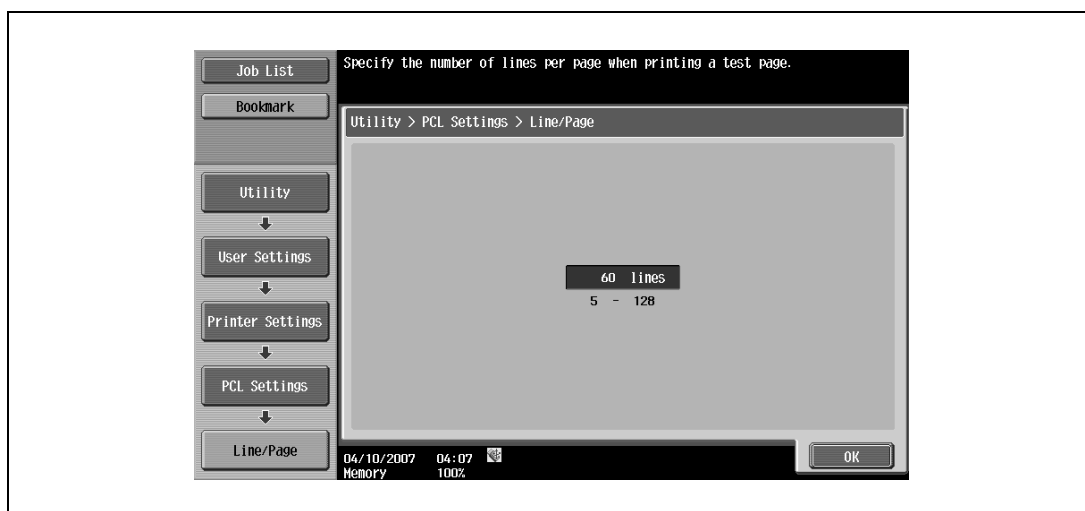 Job List
Bookmark
Utility
User Settings
Printer Settings
PCL Settings
Line/Page
Specify the number of lines per page when printing a test page.
Utility > PCL Settings > Line/Page
60 lines
5 - 128
04/10/2007 04:07
Memory 100%
OK